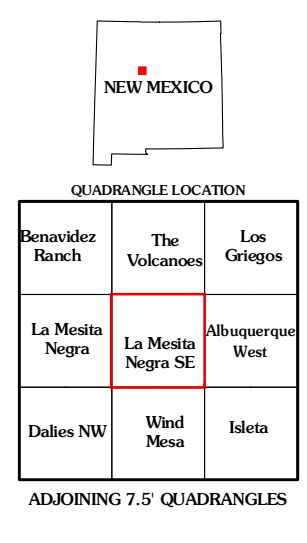 NEW MEXICO
QUADRANGLE LOCATION
Benavidez
Ranch
The
Volcanoes
Los
Griegos
La Mesita
Negra
La Mesita
Negra SE
Albuquerque
West
Dalies NW
Wind
Mesa
Isleta
ADJOINING 7.5' QUADRANGLES